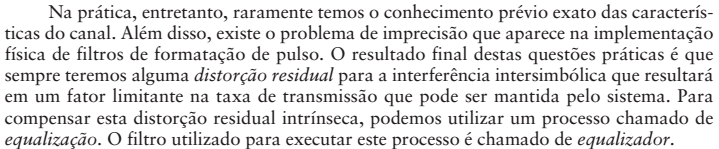 Na prática, entretanto, raramente temos o conhecimento prévio exato das caracterís-
ticas do canal. Além disso, existe o problema de imprecisão que aparece na implementação
física de filtros de formatação de pulso. O resultado final destas questões práticas é que
sempre teremos alguma distorção residual para a interferência intersimbólica que resultará
em um fator limitante na taxa de transmissão que pode ser mantida pelo sistema. Para
compensar esta distorção residual intrínseca, podemos utilizar um processo chamado de
equalização. O filtro utilizado para executar este processo é chamado de equalizador.